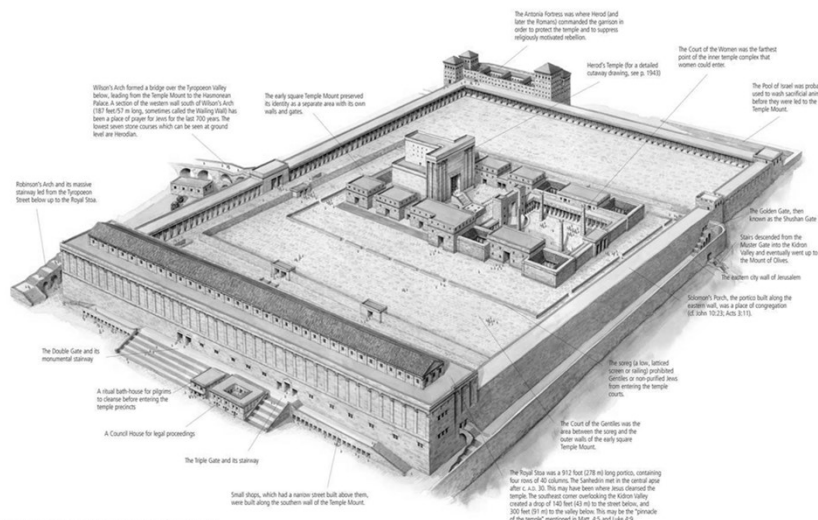 The Antonia Fortress was where Herod (and
later the Romans) commanded the garrison in
order to protect the temple and to suppress
religiously motivated rebellion.
Herod's Temple (for a detailed
cutaway drawing, see p. 1943)
The Court of the Women was the farthest
point of the inner temple complex that
women could enter.
The Pool of Israel was proba
used to wash sacrificial anim
before they were led to the
Temple Mount.
Wilson's Arch formed a bridge over the Tyropoeon Valley
below, leading from the Temple Mount to the Hasmonean
Palace. A section of the western wall south of Wilson's Arch
(187 feet/57 m long, sometimes called the Wailing Wall) has
been a place of prayer for Jews for the last 700 years. The
lowest seven stone courses which can be seen at ground
level are Herodian.
The early square Temple Mount preserved
its identity as a separate area with its own
walls and gates.
Robinson's Arch and its massive
stairway led from the Tyropoeon
Street below up to the Royal Stoa.
The Golden Gate, then
known as the Shushan Gate
Stairs descended from the
Muster Gate into the Kidron
Valley and eventually went up to
the Mount of Olives.
The eastern city wall of Jerusalem
Solomon's Porch, the portico built along the
eastern wall, was a place of congregation
(cf. John 10:23; Acts 3:11).
The Double Gate and its
monumental stairway
A ritual bath-house for pilgrims
to cleanse before entering the
temple precincts
A Council House for legal proceedings
The Triple Gate and its stairway
Small shops, which had a narrow street built above them,
were built along the southern wall of the Temple Mount.
The soreg (a low, latticed
screen or railing) prohibited
Gentiles or non-purified Jews
from entering the temple
courts.
The Court of the Gentiles was the
area between the soreg and the
outer walls of the early square
Temple Mount.
The Royal Stoa was a 912 foot (278 m) long portico, containing
four rows of 40 columns. The Sanhedrin met in the central apse
after c. A.D. 30. This may have been where Jesus cleansed the
temple. The southeast corner overlooking the Kidron Valley
created a drop of 140 feet (43 m) to the street below, and
300 feet (91 m) to the valley below. This may be the "pinnacle
of the temple" mentioned in Matt. 4:5 and Luke 4:9.